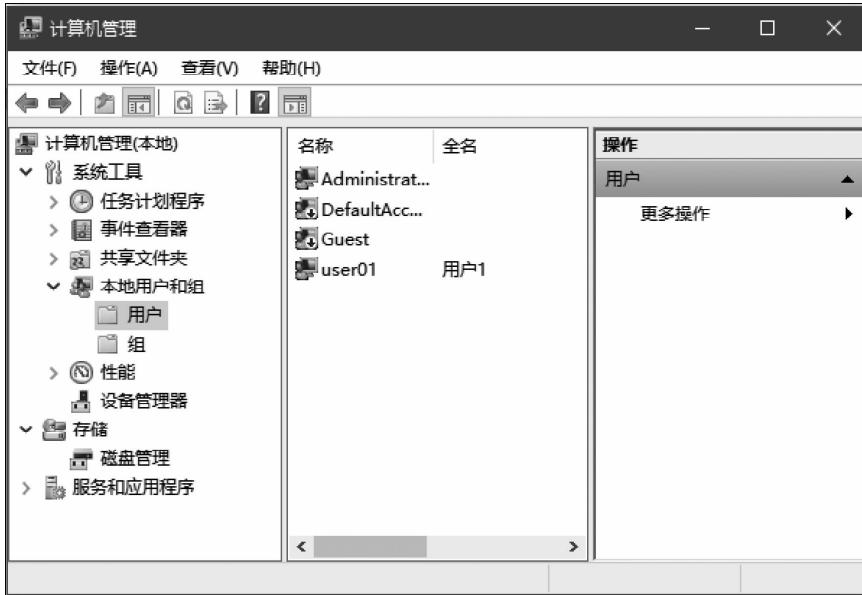 计算机管理
文件(F) 操作(A) 查看(V) 帮助(H)
计算机管理(本地)
系统工具
任务计划程序
事件查看器
共享文件夹
本地用户和组
用户
组
性能
设备管理器
存储
磁盘管理
服务和应用程序
名称 全名
Administrat...
DefaultAcc...
Guest
user01 用户1
操作
用户
更多操作